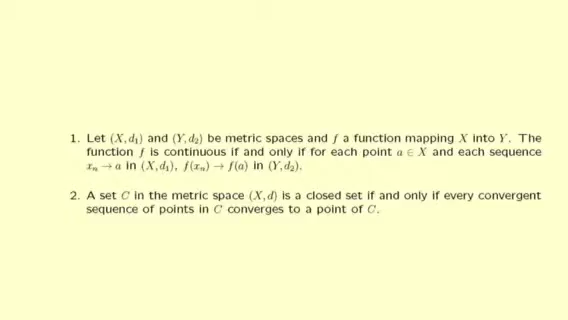 1. Let (X, d₁) and (Y, d₂) be metric spaces and f a function mapping X into Y. The
function f is continuous if and only if for each point a ∈ X and each sequence
xₙ → a in (X, d₁), f(xₙ) → f(a) in (Y, d₂).
2. A set C in the metric space (X, d) is a closed set if and only if every convergent
sequence of points in C converges to a point of C.